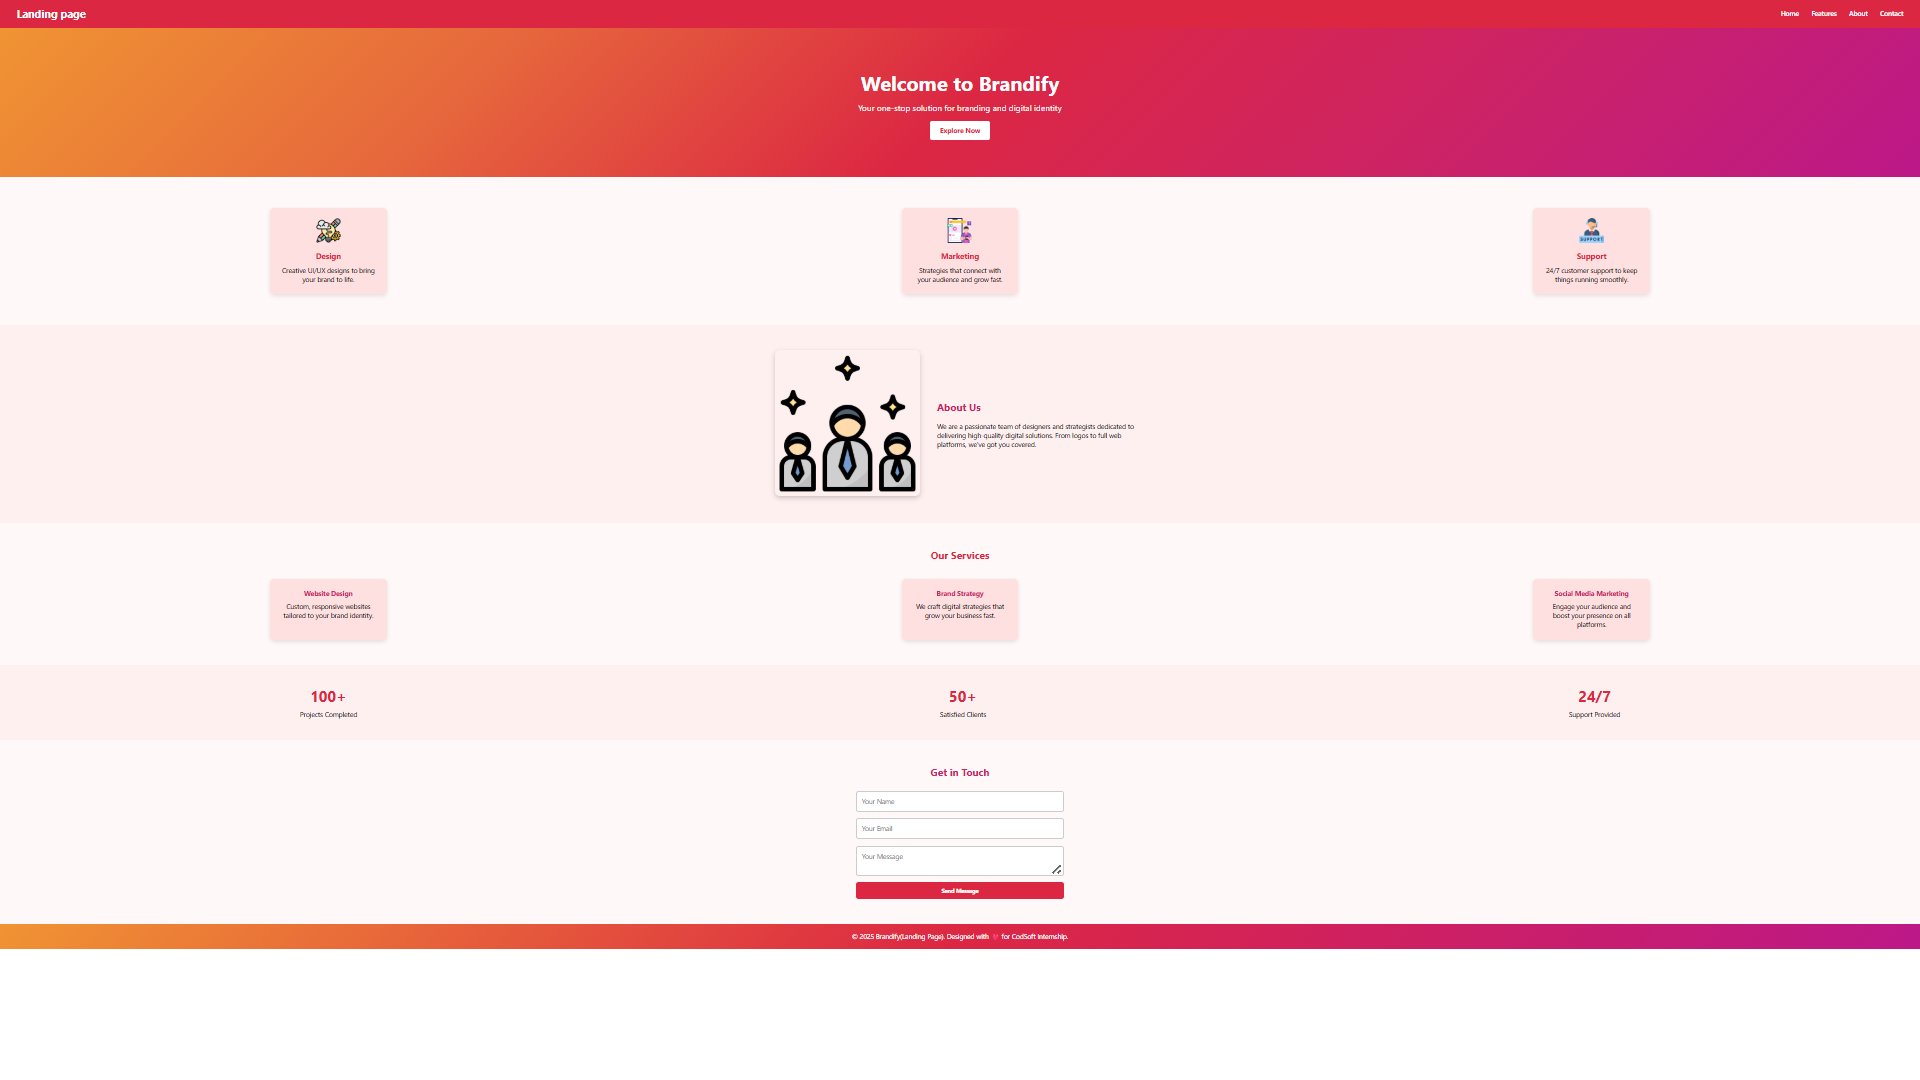 Landing page
Home Features About Contact
Welcome to Brandify
Your one-stop solution for branding and digital identity
Explore Now
Design
Creative UI/UX designs to bring
your brand to life.
Marketing
Strategies that connect with
your audience and grow fast.
SUPPORT
Support
24/7 customer support to keep
things running smoothly.
About Us
We are a passionate team of designers and strategists dedicated to
delivering high-quality digital solutions. From logos to full web
platforms, we've got you covered.
Our Services
Website Design
Custom, responsive websites
tailored to your brand identity.
Brand Strategy
We craft digital strategies that
grow your business fast.
Social Media Marketing
Engage your audience and
boost your presence on all
platforms.
100+
Projects Completed
50+
Satisfied Clients
24/7
Support Provided
Get in Touch
Your Name
Your Email
Your Message
Send Message
© 2025 Brandify(Landing Page). Designed with ❤️ for CodSoft Internship.